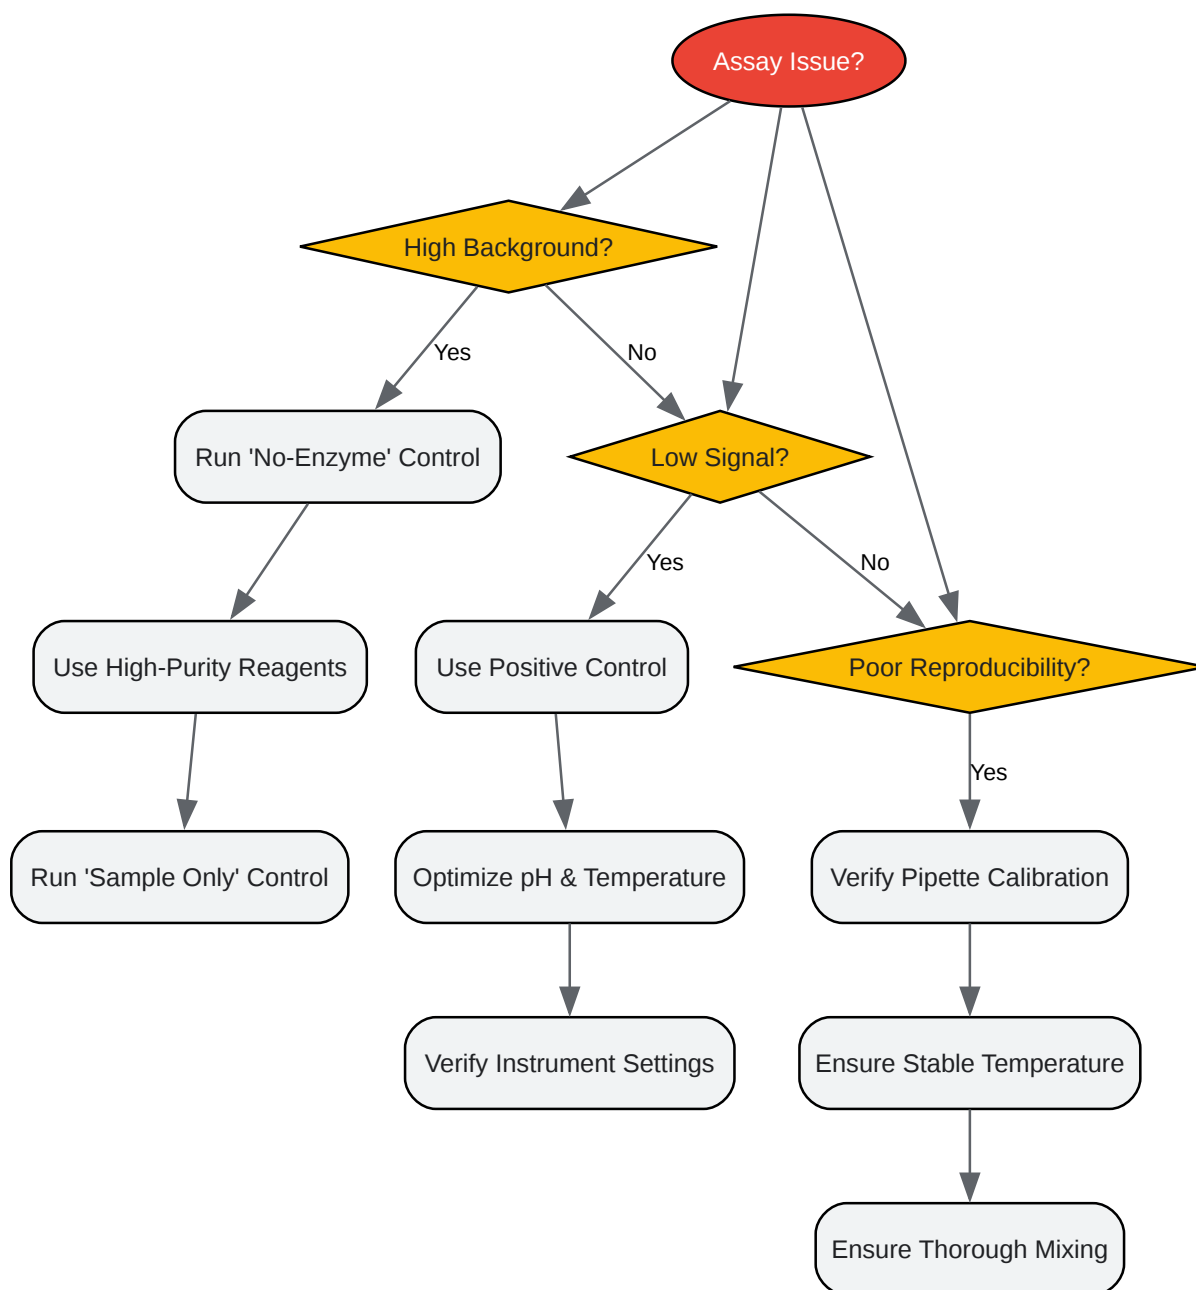 Assay Issue?
High Background?
Yes
No
Run 'No-Enzyme' Control
Low Signal?
Yes
No
Use High-Purity Reagents
Use Positive Control
Poor Reproducibility?
Yes
Run 'Sample Only' Control
Optimize pH & Temperature
Verify Pipette Calibration
Verify Instrument Settings
Ensure Stable Temperature
Ensure Thorough Mixing